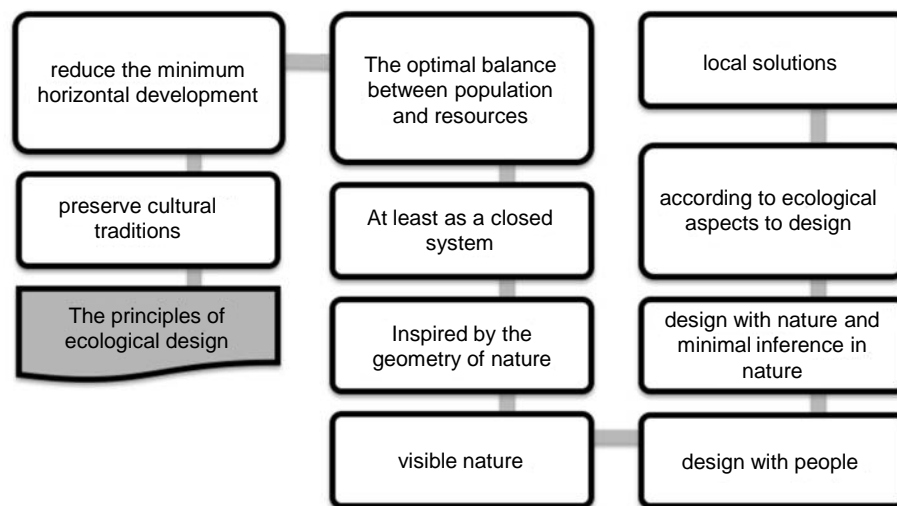 reduce the minimum
horizontal development
preserve cultural
traditions
The principles of
ecological design
The optimal balance
between population
and resources
At least as a closed
system
Inspired by the
geometry of nature
visible nature
local solutions
according to ecological
aspects to design
design with nature and
minimal inference in
nature
design with people